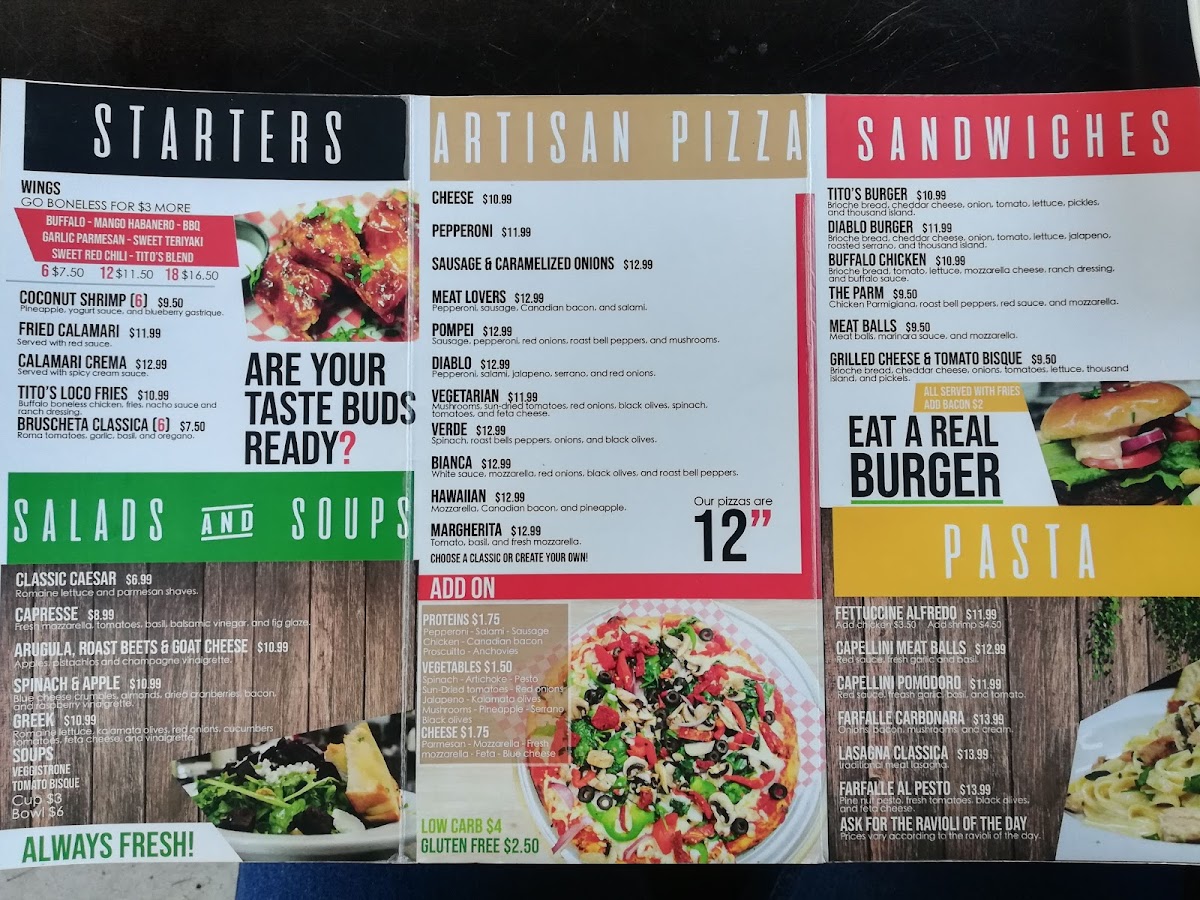 STARTERS
WINGS
GO BONELESS FOR $3 MORE
BUFFALO - MANGO HABANERO - BBQ
GARLIC PARMESAN - SWEET TERIYAKI
SWEET RED CHILI - TITO'S BLEND
6 $7.50 12 $11.50 18 $16.50
COCONUT SHRIMP (6) $9.50
Pineapple, yogurt sauce, and blueberry gastrique.
FRIED CALAMARI $11.99
Served with red sauce.
CALAMARI CREMA $12.99
Served with spicy cream sauce.
TITO'S LOCO FRIES $10.99
Buffalo boneless chicken, fries, nacho sauce and
ranch dressing.
BRUSCHETA CLASSICA (6) $7.50
Roma tomatoes, garlic, basil, and oregano.
ARE YOUR
TASTE BUDS
READY?
SALADS AND SOUPS
CLASSIC CAESAR $6.99
Romaine lettuce and parmesan shaves.
CAPRESSE $8.99
Fresh mazzarella, tomatoes, basil, balsamic vinegar, and fig glaze.
ARUGULA, ROAST BEETS & GOAT CHEESE $10.99
Apples, pistachios and champagne vinaigrette.
SPINACH & APPLE $10.99
Blue cheese crumbles, almonds, dried cranberries, bacon,
and raspberry vinaigrette.
GREEK $10.99
Romaine lettuce, kalamata olives, red onions, cucumbers
tomatoes, feta cheese, and vinaigrette.
SOUPS
VEGGISTRONE
TOMATO BISQUE
Cup $3
Bowl $6
ALWAYS FRESH!
ARTISAN PIZZA
CHEESE $10.99
PEPPERONI $11.99
SAUSAGE & CARAMELIZED ONIONS $12.99
MEAT LOVERS $12.99
Pepperoni, sausage, Canadian bacon, and salami.
POMPEI $12.99
Sausage, pepperoni, red onions, roast bell peppers, and mushrooms.
DIABLO $12.99
Pepperoni, salami, jalapeno, serrano, and red onions.
VEGETARIAN $11.99
Mushrooms, sun-dried tomatoes, red onions, black olives, spinach,
tomatoes, and feta cheese.
VERDE $12.99
Spinach, roast bells peppers, onions, and black olives.
BIANCA $12.99
White sauce, mozzarella, red onions, black olives, and roast bell peppers.
HAWAIIAN $12.99
Mozzarella, Canadian bacon, and pineapple.
MARGHERITA $12.99
Tomato, basil, and fresh mozzarella.
CHOOSE A CLASSIC OR CREATE YOUR OWN!
Our pizzas are
12"
ADD ON
PROTEINS $1.75
Pepperoni - Salami - Sausage
Chicken - Canadian bacon
Proscuitto - Anchovies
VEGETABLES $1.50
Spinach - Artichoke - Pesto
Sun-Dried tomatoes - Red onions
Jalapeno - Kalamata olives
Mushrooms - Pineapple - Serrano
Black olives
CHEESE $1.75
Parmesan - Mozzarella - Fresh
mozzarella - Feta - Blue cheese
LOW CARB $4
GLUTEN FREE $2.50
SANDWICHES
TITO'S BURGER $10.99
Brioche bread, cheddar cheese, onion, tomato, lettuce, pickles,
and thousand island.
DIABLO BURGER $11.99
Brioche bread, cheddar cheese, onion, tomato, lettuce, jalapeno,
roasted serrano, and thousand island.
BUFFALO CHICKEN $10.99
Brioche bread, tomato, lettuce, mozzarella cheese, ranch dressing,
and buffalo sauce.
THE PARM $9.50
Chicken Parmigiana, roast bell peppers, red sauce, and mozzarella.
MEAT BALLS $9.50
Meat balls, marinara sauce, and mozzarella.
GRILLED CHEESE & TOMATO BISQUE $9.50
Brioche bread, cheddar cheese, onions, tomatoes, lettuce, thousand
island, and pickels.
ALL SERVED WITH FRIES
ADD BACON $2
EAT A REAL
BURGER
PASTA
FETTUCCINE ALFREDO $11.99
Add chicken $3.50 Add shrimp $4.50
CAPELLINI MEAT BALLS $12.99
Red sauce, fresh garlic and basil.
CAPELLINI POMODORO $11.99
Red sauce, freash garlic, basil, and tomato.
FARFALLE CARBONARA $13.99
Onions, bacon, mushrooms, and cream.
LASAGNA CLASSICA $13.99
Traditional meat lasagna.
FARFALLE AL PESTO $13.99
Pine nut pesto, fresh tomatoes, black olives,
and feta cheese.
ASK FOR THE RAVIOLI OF THE DAY
Prices vary according to the ravioli of the day.